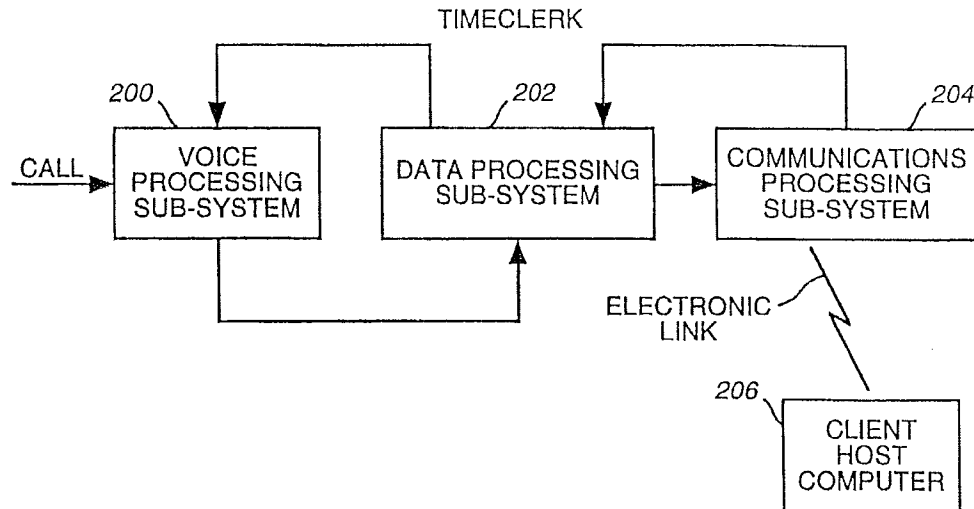 TIMECLERK
200
202
204
CALL
VOICE
PROCESSING
SUB-SYSTEM
DATA PROCESSING
SUB-SYSTEM
COMMUNICATIONS
PROCESSING
SUB-SYSTEM
ELECTRONIC
LINK
206
CLIENT
HOST
COMPUTER